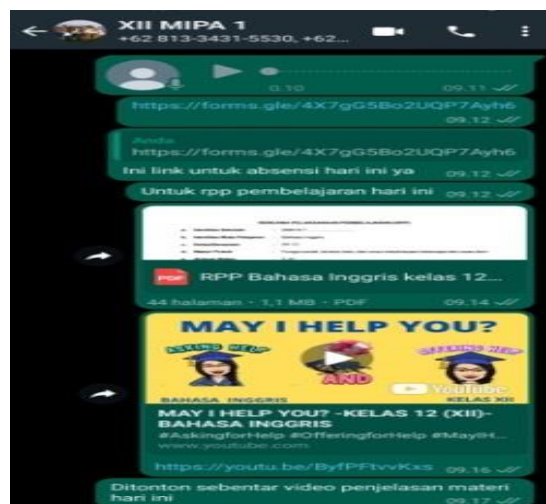 XII MIPA 1
+62 813-3431-5530, +62...
0.10
09.11
https://forms.gle/4X7gG5Bo2UQP7Ayh6
09.12
Anda
https://forms.gle/4X7gG5Bo2UQP7Ayh6
Ini link untuk absensi hari ini ya
09.12
Untuk rpp pembelajaran hari ini
09.12
PDF
RPP Bahasa Inggris kelas 12...
44 halaman • 1,1 MB • PDF
09.14
MAY I HELP YOU?
ASKING HELP
OFFERING HELP
AND
YouTube
BAHASA INGGRIS
KELAS XII
MAY I HELP YOU? -KELAS 12 (XII)-
BAHASA INGGRIS
#AskingforHelp #OfferingforHelp #MayIH...
www.youtube.com
https://youtu.be/ByfPFtvvKxs
09.16
Ditonton sebentar video penjelasan materi
hari ini
09.17